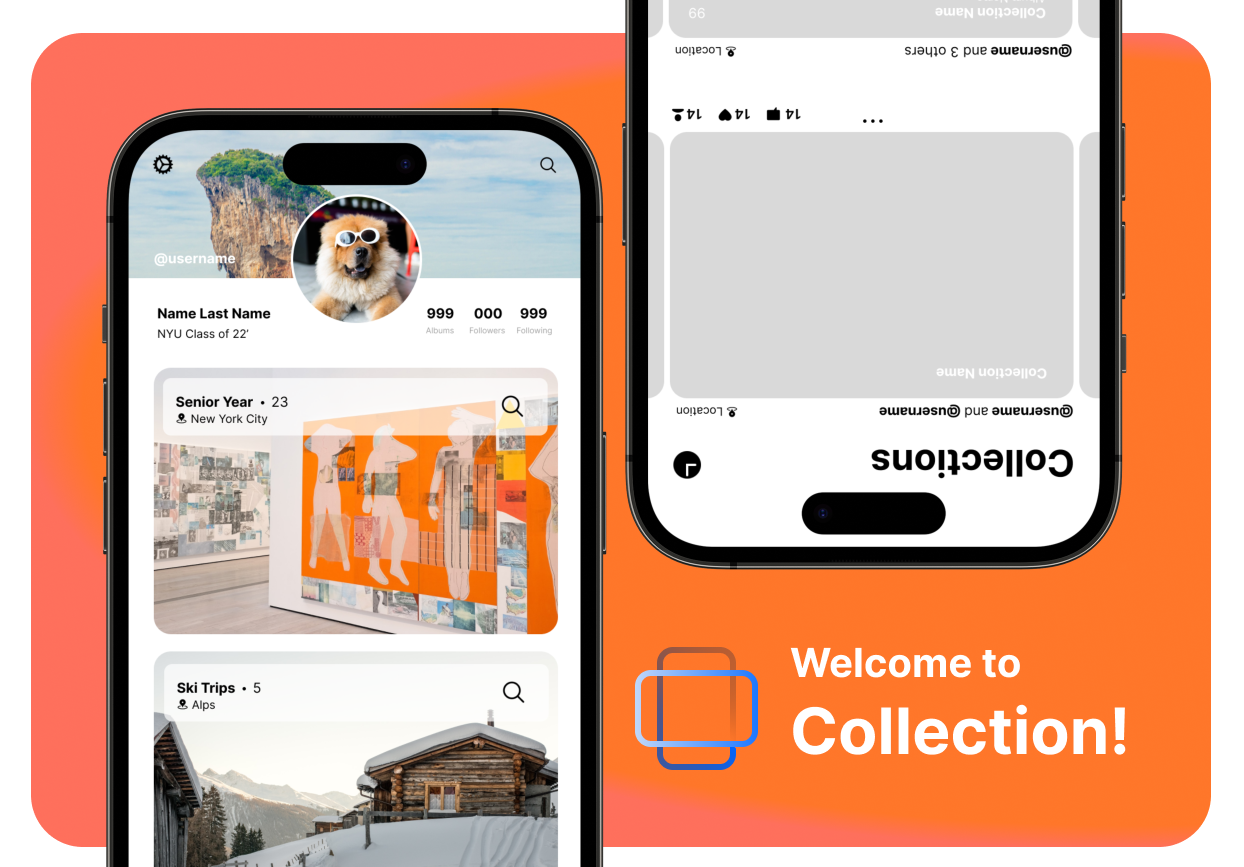 @username
Name Last Name
NYU Class of 22'
999
000
999
Albums
Followers
Following
Senior Year • 23
New York City
Ski Trips • 5
Alps
Collections
@username and @username
Location
Collection Name
14
14
14
...
@username and 3 others
Location
Collection Name
99
Welcome to
Collection!